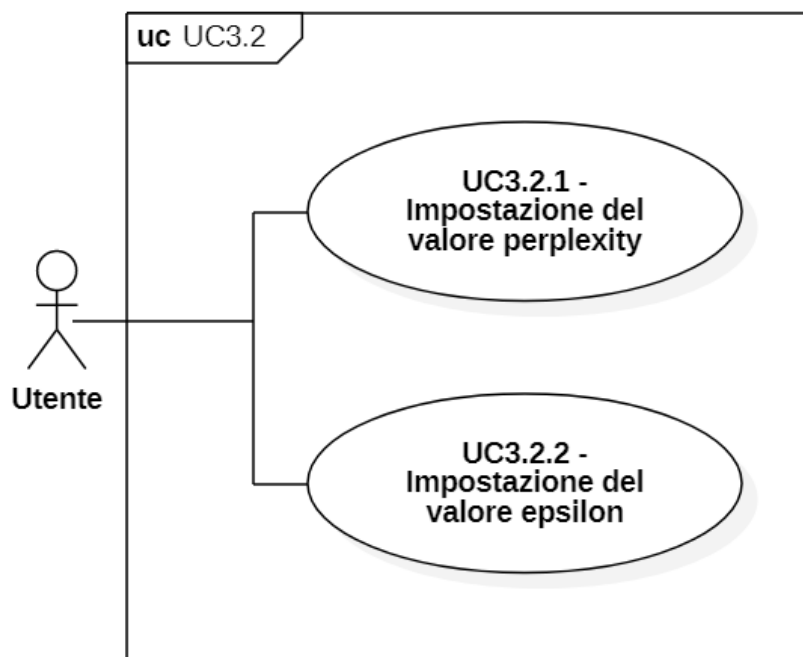 uc UC3.2
UC3.2.1 -
Impostazione del
valore perplexity
Utente
UC3.2.2 -
Impostazione del
valore epsilon